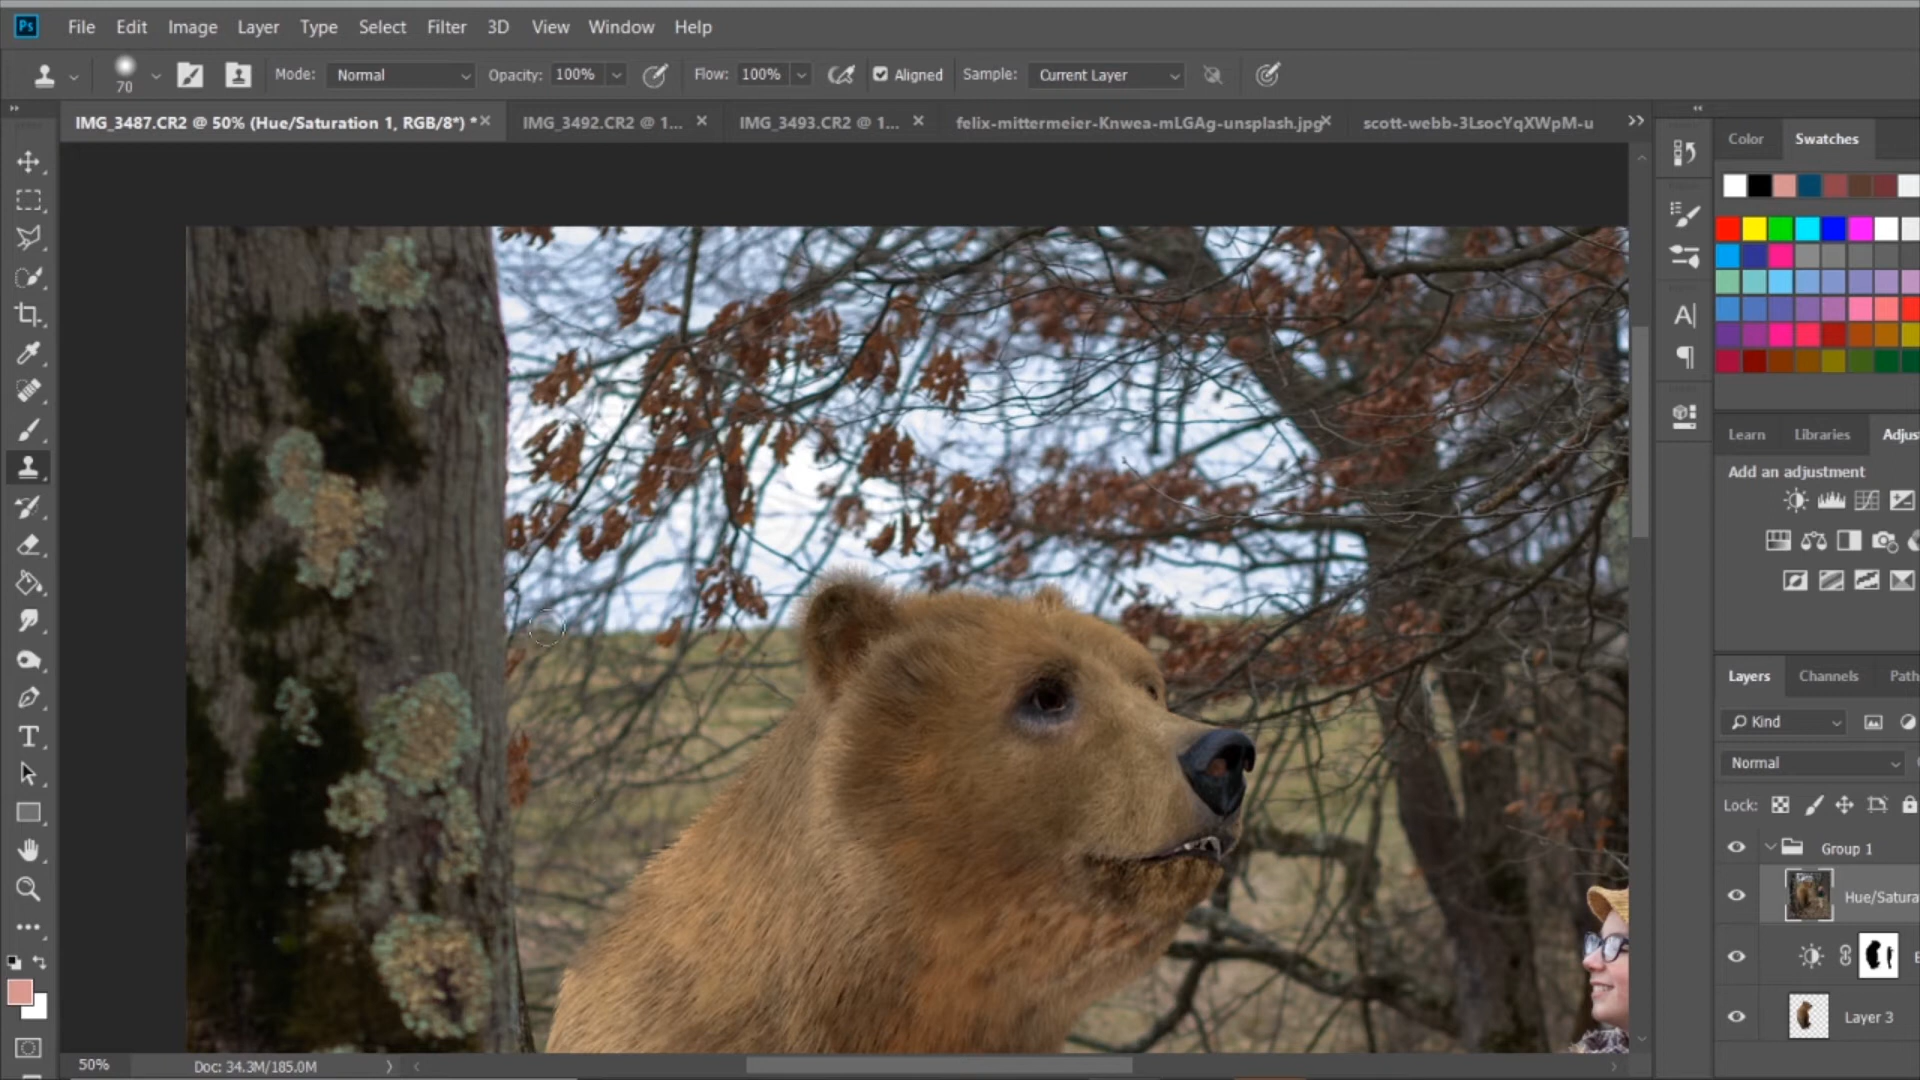 Ps File Edit Image Layer Type Select Filter 3D View Window Help
70 Mode: Normal Opacity: 100% Flow: 100% Aligned Sample: Current Layer
IMG_3487.CR2 @ 50% (Hue/Saturation 1, RGB/8*) * IMG_3492.CR2 @ 1... IMG_3493.CR2 @ 1... felix-mittermeier-Knwea-mLGAg-unsplash.jpg scott-webb-3LsocYqXWpM-u
Color Swatches
Learn Libraries Adjus
Add an adjustment
Layers Channels Path
Kind
Normal
Lock:
Group 1
Hue/Satura
Layer 3
50% Doc: 34.3M/185.0M